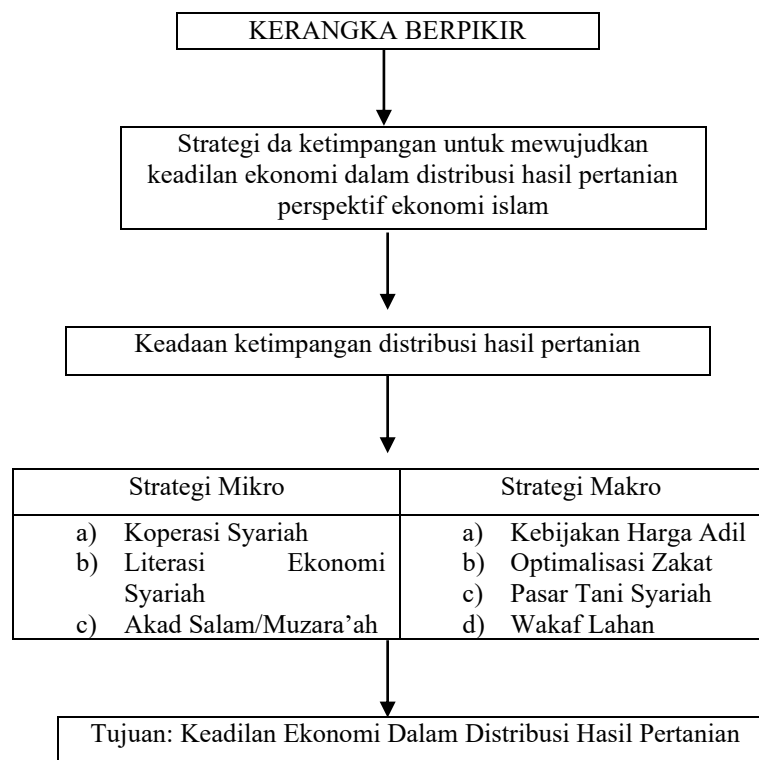 KERANGKA BERPIKIR
Strategi da ketimpangan untuk mewujudkan
keadilan ekonomi dalam distribusi hasil pertanian
perspektif ekonomi islam
Keadaan ketimpangan distribusi hasil pertanian
Strategi Mikro
a) Koperasi Syariah
b) Literasi Ekonomi
Syariah
c) Akad Salam/Muzara’ah
Strategi Makro
a) Kebijakan Harga Adil
b) Optimalisasi Zakat
c) Pasar Tani Syariah
d) Wakaf Lahan
Tujuan: Keadilan Ekonomi Dalam Distribusi Hasil Pertanian